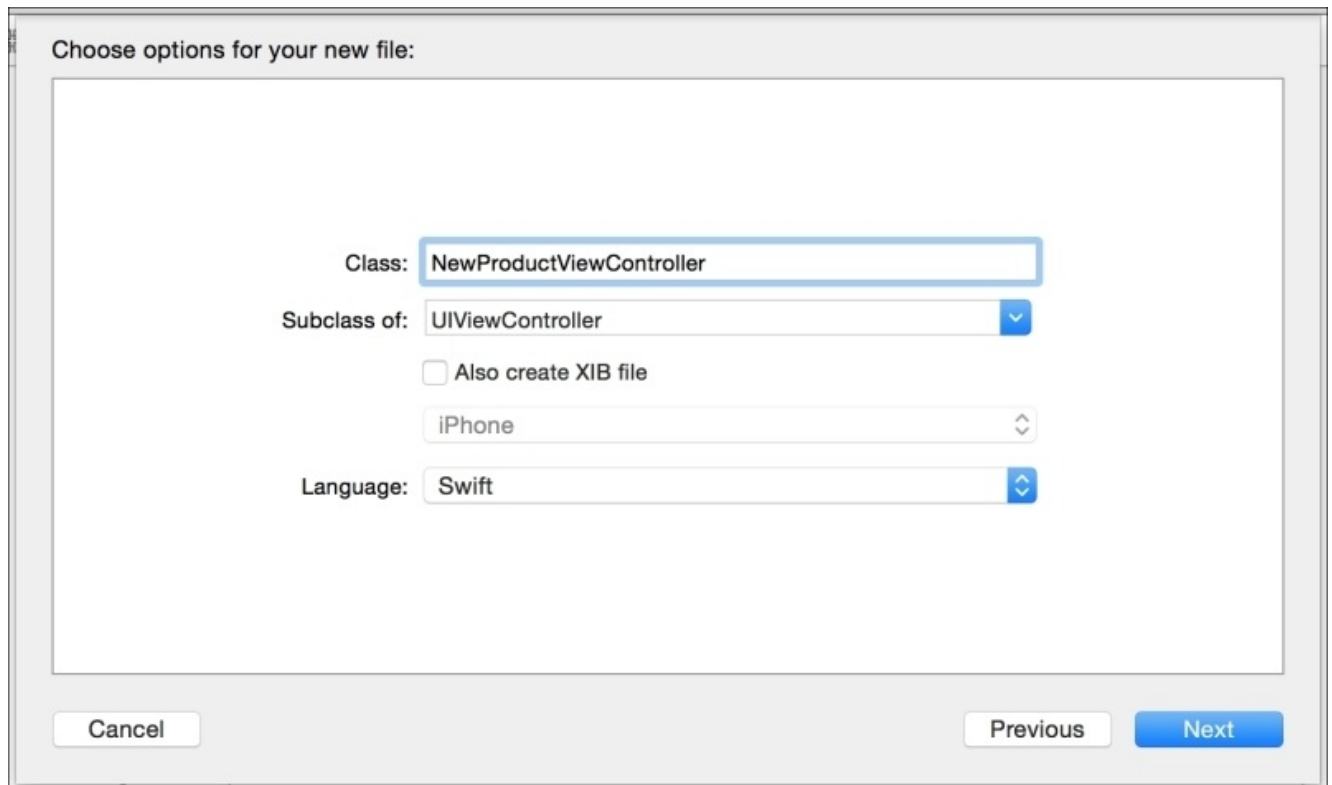 Choose options for your new file:
Class: NewProductViewController
Subclass of: UIViewController
Also create XIB file
iPhone
Language: Swift
Cancel Previous Next